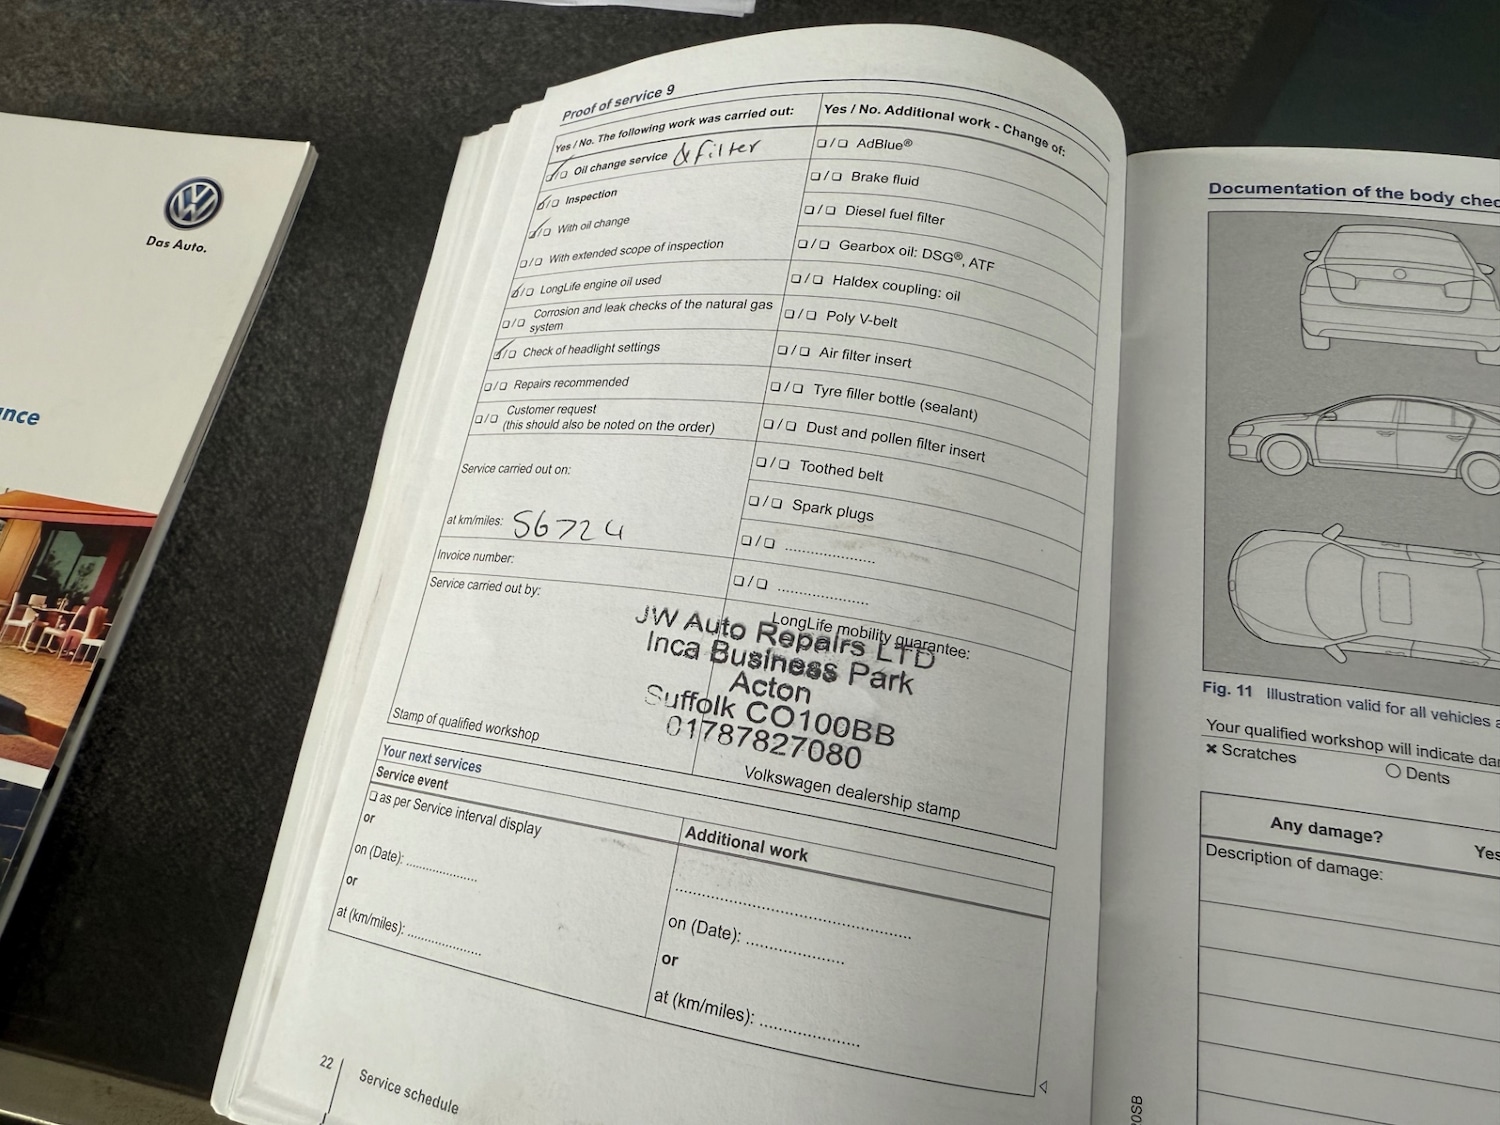 Das Auto.
ance
Proof of service 9
Yes / No. The following work was carried out:
Oil change service & filter
Inspection
With oil change
With extended scope of inspection
LongLife engine oil used
Corrosion and leak checks of the natural gas
system
Check of headlight settings
Repairs recommended
Customer request
(this should also be noted on the order)
Service carried out on:
at km/miles: 56724
Invoice number:
Service carried out by:
Stamp of qualified workshop
Yes / No. Additional work - Change of:
AdBlue®
Brake fluid
Diesel fuel filter
Gearbox oil: DSG®, ATF
Haldex coupling: oil
Poly V-belt
Air filter insert
Tyre filler bottle (sealant)
Dust and pollen filter insert
Toothed belt
Spark plugs
LongLife mobility guarantee:
JW Auto Repairs LTD
Inca Business Park
Acton
Suffolk CO100BB
01787827080
Volkswagen dealership stamp
Your next services
Service event
as per Service interval display
or
on (Date): ....................
or
at (km/miles): ....................
Additional work
on (Date): ....................
or
at (km/miles): ....................
22
Service schedule
Documentation of the body chec
Fig. 11 Illustration valid for all vehicles a
Your qualified workshop will indicate da
× Scratches
○ Dents
Any damage?
Yes
Description of damage:
0SB